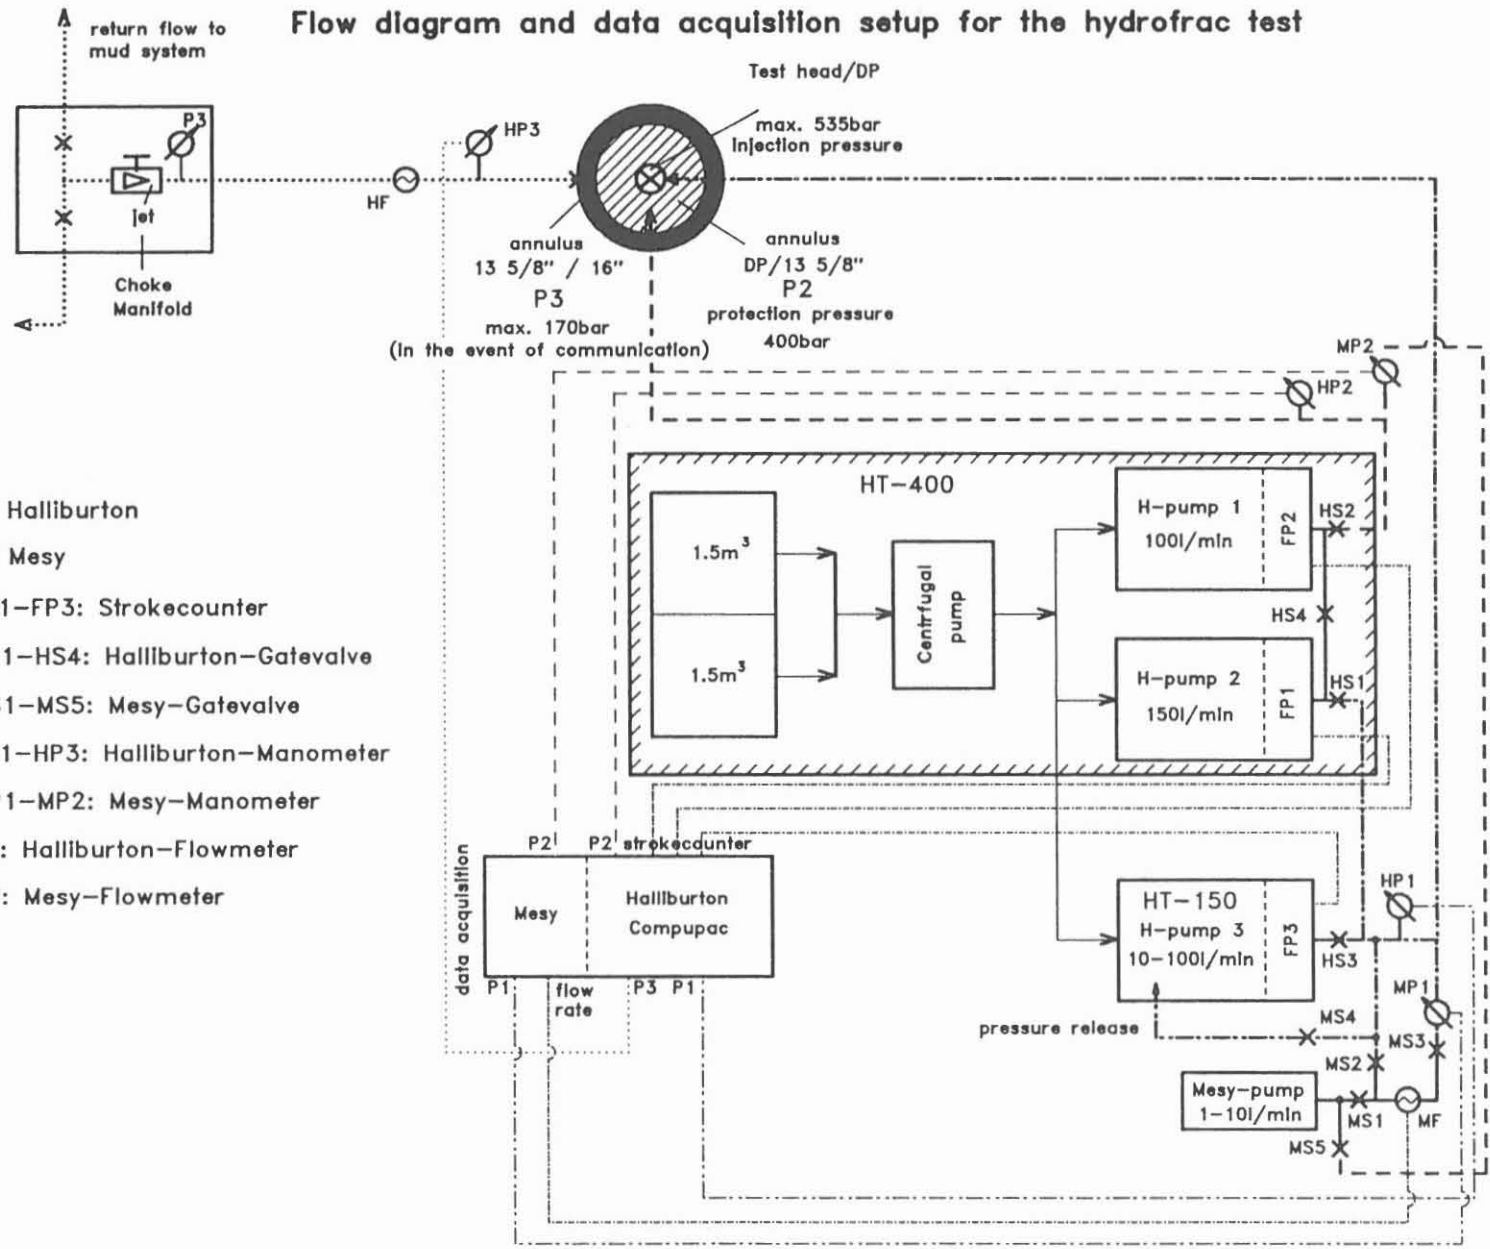 Flow diagram and data acquisition setup for the hydrofrac test
return flow to
mud system
P3
jet
Choke
Manifold
HF
HP3
Test head/DP
max. 535bar
injection pressure
annulus
13 5/8" / 16"
P3
max. 170bar
(in the event of communication)
annulus
DP/13 5/8"
P2
protection pressure
400bar
MP2
HP2
Halliburton
Mesy
1-FP3: Strokecounter
1-HS4: Halliburton-Gatevalve
1-MS5: Mesy-Gatevalve
1-HP3: Halliburton-Manometer
1-MP2: Mesy-Manometer
: Halliburton-Flowmeter
: Mesy-Flowmeter
HT-400
1.5m³
1.5m³
Centrifugal
pump
H-pump 1
100l/min
FP2
HS2
HS4
H-pump 2
150l/min
FP1
HS1
P2
P2
strokecounter
data acquisition
Mesy
Halliburton
Compupac
P1
flow
rate
P3
P1
HT-150
H-pump 3
10-100l/min
FP3
HS3
HP1
MP1
pressure release
MS4
MS3
MS2
Mesy-pump
1-10l/min
MS1
MF
MS5